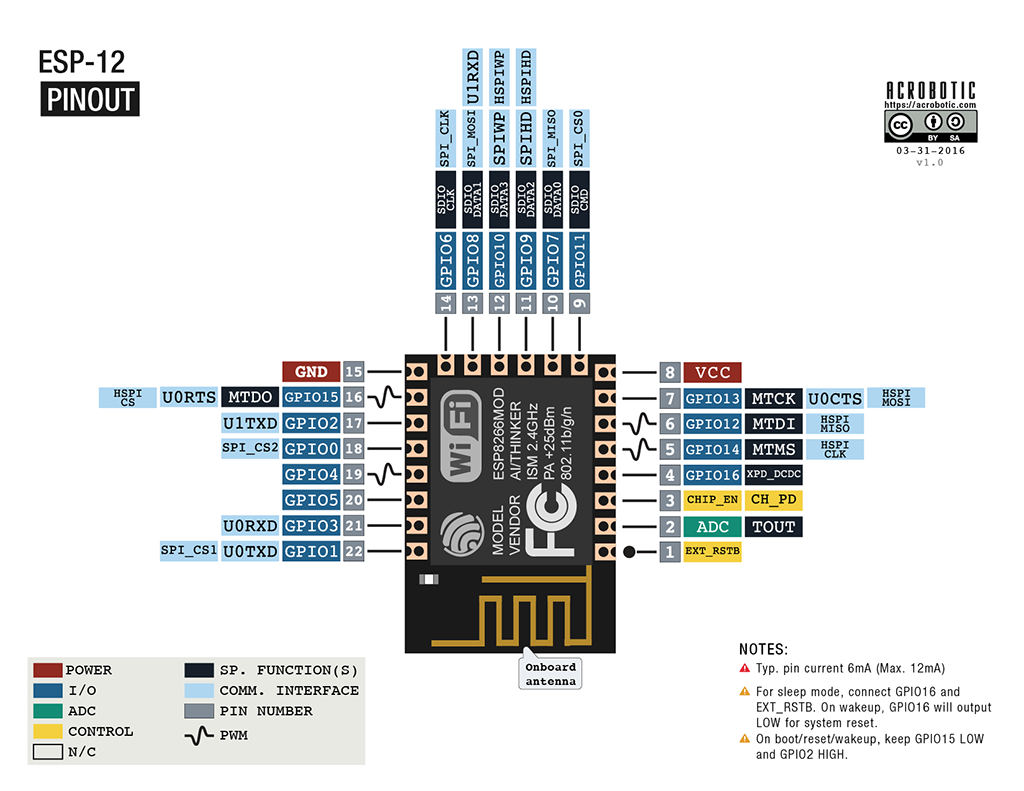 ESP-12
PINOUT
ACROBOTIC
https://acrobotic.com
cc
BY SA
03-31-2016
v1.0
SPI_CLK SDIO CLK GPIO6 14
U1RXD SPI_MOSI SDIO DATA1 GPIO8 13
HSPIWP SPIWP SDIO DATA3 GPIO10 12
HSPIHD SPIHD SDIO DATA2 GPIO9 11
SPI_MISO SDIO DATA0 GPIO7 10
SPI_CS0 SDIO CMD GPIO11 9
GND 15
HSPI CS U0RTS MTDO GPIO15 16
U1TXD GPIO2 17
SPI_CS2 GPIO0 18
GPIO4 19
GPIO5 20
U0RXD GPIO3 21
SPI_CS1 U0TXD GPIO1 22
WiFi
MODEL ESP8266MOD
VENDOR AI/THINKER
ISM 2.4GHz
PA +25dBm
802.11b/g/n
FC
8 VCC
7 GPIO13 MTCK U0CTS HSPI MOSI
6 GPIO12 MTDI HSPI MISO
5 GPIO14 MTMS HSPI CLK
4 GPIO16 XPD_DCDC
3 CHIP_EN CH_PD
2 ADC TOUT
1 EXT_RSTB
Onboard
antenna
POWER
I/O
ADC
CONTROL
N/C
SP. FUNCTION(S)
COMM. INTERFACE
PIN NUMBER
PWM
NOTES:
Typ. pin current 6mA (Max. 12mA)
For sleep mode, connect GPIO16 and
EXT_RSTB. On wakeup, GPIO16 will output
LOW for system reset.
On boot/reset/wakeup, keep GPIO15 LOW
and GPIO2 HIGH.